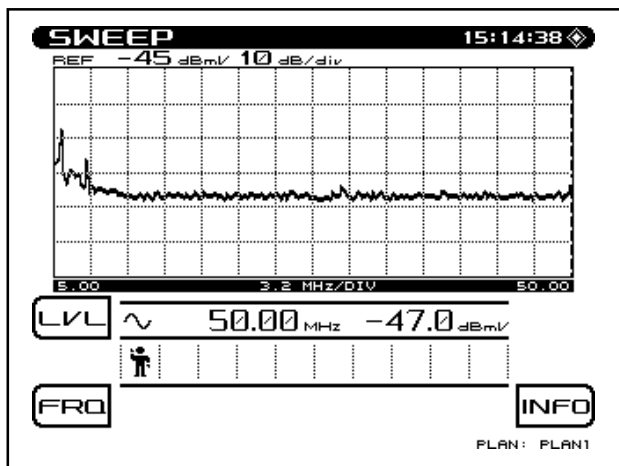 SWEEP 15:14:38
REF -45 dBmV 10 dB/div
5.00 3.2 MHz/DIV 50.00
LVL 50.00 MHz -47.0 dBmV
FRQ INFO
PLAN: PLAN1